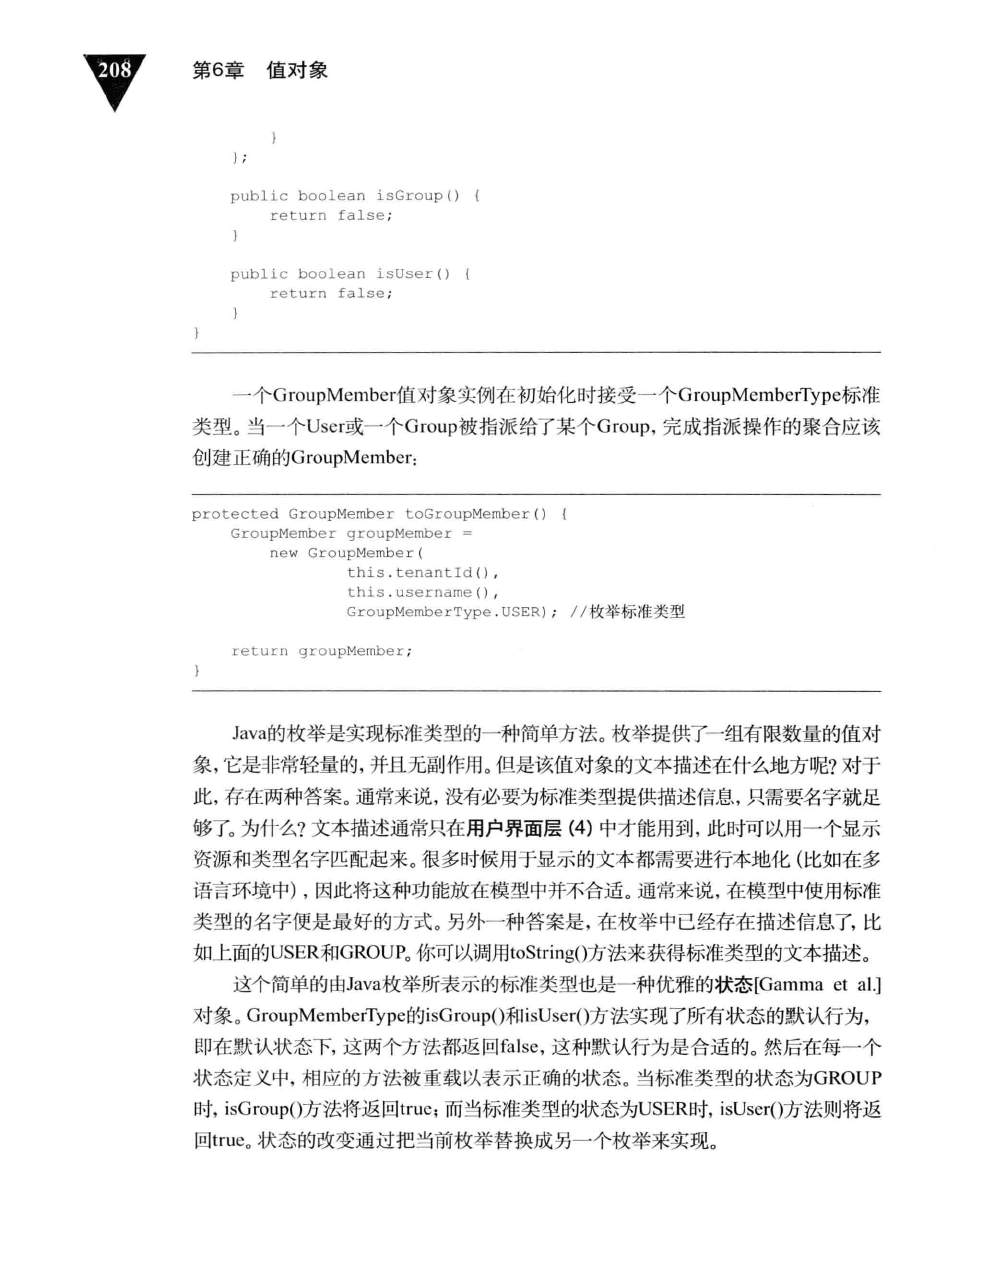 208
第6章 值对象
}
};
public boolean isGroup() {
return false;
}
public boolean isUser() {
return false;
}
}
一个GroupMember值对象实例在初始化时接受一个GroupMemberType标准
类型。当一个User或一个Group被指派给了某个Group, 完成指派操作的聚合应该
创建正确的GroupMember:
protected GroupMember toGroupMember() {
GroupMember groupMember =
new GroupMember(
this.tenantId(),
this.username(),
GroupMemberType.USER); //枚举标准类型
return groupMember;
}
Java的枚举是实现标准类型的一种简单方法。枚举提供了一组有限数量的值对
象, 它是非常轻量的, 并且无副作用。但是该值对象的文本描述在什么地方呢? 对于
此, 存在两种答案。通常来说, 没有必要为标准类型提供描述信息, 只需要名字就足
够了。为什么? 文本描述通常只在用户界面层 (4) 中才能用到, 此时可以用一个显示
资源和类型名字匹配起来。很多时候用于显示的文本都需要进行本地化 (比如在多
语言环境中) , 因此将这种功能放在模型中并不合适。通常来说, 在模型中使用标准
类型的名字便是最好的方式。另外一种答案是, 在枚举中已经存在描述信息了, 比
如上面的USER和GROUP。你可以调用toString()方法来获得标准类型的文本描述。
这个简单的由Java枚举所表示的标准类型也是一种优雅的状态[Gamma et al.]
对象。GroupMemberType的isGroup()和isUser()方法实现了所有状态的默认行为,
即在默认状态下, 这两个方法都返回false, 这种默认行为是合适的。然后在每一个
状态定义中, 相应的方法被重载以表示正确的状态。当标准类型的状态为GROUP
时, isGroup()方法将返回true; 而当标准类型的状态为USER时, isUser()方法则将返
回true。状态的改变通过把当前枚举替换成另一个枚举来实现。